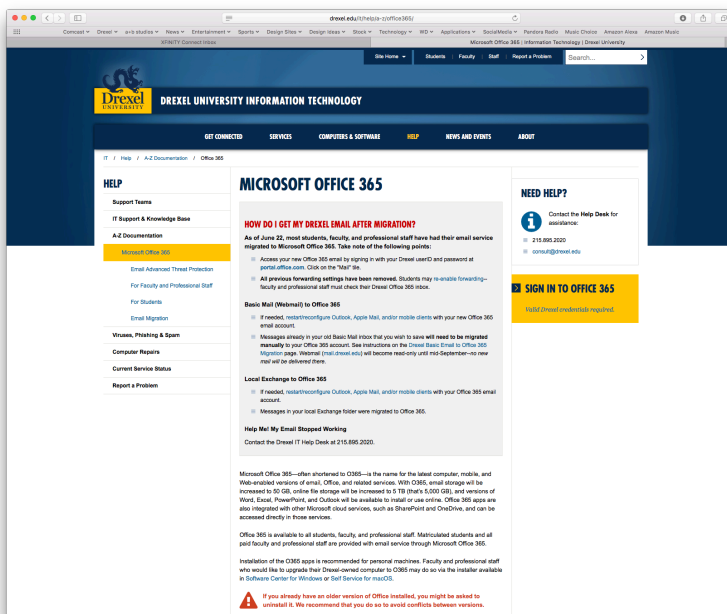 drexel.edu/it/help/a-z/office365/
Comcast Drexel a+b studies News Entertainment Sports Design Sites Design Ideas Stock Technology WD Applications SocialMedia Pandora Radio Music Choice Amazon Alexa Amazon Music
XFINITY Connect Inbox
Microsoft Office 365 | Information Technology | Drexel University
Site Home Students Faculty Staff Report a Problem Search...
Drexel
UNIVERSITY
DREXEL UNIVERSITY INFORMATION TECHNOLOGY
GET CONNECTED SERVICES COMPUTERS & SOFTWARE HELP NEWS AND EVENTS ABOUT
IT / Help / A-Z Documentation / Office 365
HELP
Support Teams
IT Support & Knowledge Base
A-Z Documentation
Microsoft Office 365
Email Advanced Threat Protection
For Faculty and Professional Staff
For Students
Email Migration
Viruses, Phishing & Spam
Computer Repairs
Current Service Status
Report a Problem
MICROSOFT OFFICE 365
HOW DO I GET MY DREXEL EMAIL AFTER MIGRATION?
As of June 22, most students, faculty, and professional staff have had their email service
migrated to Microsoft Office 365. Take note of the following points:
Access your new Office 365 email by signing in with your Drexel userID and password at
portal.office.com. Click on the "Mail" tile.
All previous forwarding settings have been removed. Students may re-enable forwarding--
faculty and professional staff must check their Drexel Office 365 inbox.
Basic Mail (Webmail) to Office 365
If needed, restart/reconfigure Outlook, Apple Mail, and/or mobile clients with your new Office 365
email account.
Messages already in your old Basic Mail inbox that you wish to save will need to be migrated
manually to your Office 365 account. See instructions on the Drexel Basic Email to Office 365
Migration page. Webmail (mail.drexel.edu) will become read-only until mid-September--no new
mail will be delivered there.
Local Exchange to Office 365
If needed, restart/reconfigure Outlook, Apple Mail, and/or mobile clients with your Office 365 email
account.
Messages in your local Exchange folder were migrated to Office 365.
Help Me! My Email Stopped Working
Contact the Drexel IT Help Desk at 215.895.2020.
Microsoft Office 365—often shortened to O365—is the name for the latest computer, mobile, and
Web-enabled versions of email, Office, and related services. With O365, email storage will be
increased to 50 GB, online file storage will be increased to 5 TB (that's 5,000 GB), and versions of
Word, Excel, PowerPoint, and Outlook will be available to install or use online. Office 365 apps are
also integrated with other Microsoft cloud services, such as SharePoint and OneDrive, and can be
accessed directly in those services.
Office 365 is available to all students, faculty, and professional staff. Matriculated students and all
paid faculty and professional staff are provided with email service through Microsoft Office 365.
Installation of the O365 apps is recommended for personal machines. Faculty and professional staff
who would like to upgrade their Drexel-owned computer to O365 may do so via the installer available
in Software Center for Windows or Self Service for macOS.
If you already have an older version of Office installed, you might be asked to
uninstall it. We recommend that you do so to avoid conflicts between versions.
NEED HELP?
Contact the Help Desk for
assistance:
215.895.2020
consult@drexel.edu
SIGN IN TO OFFICE 365
Valid Drexel credentials required.